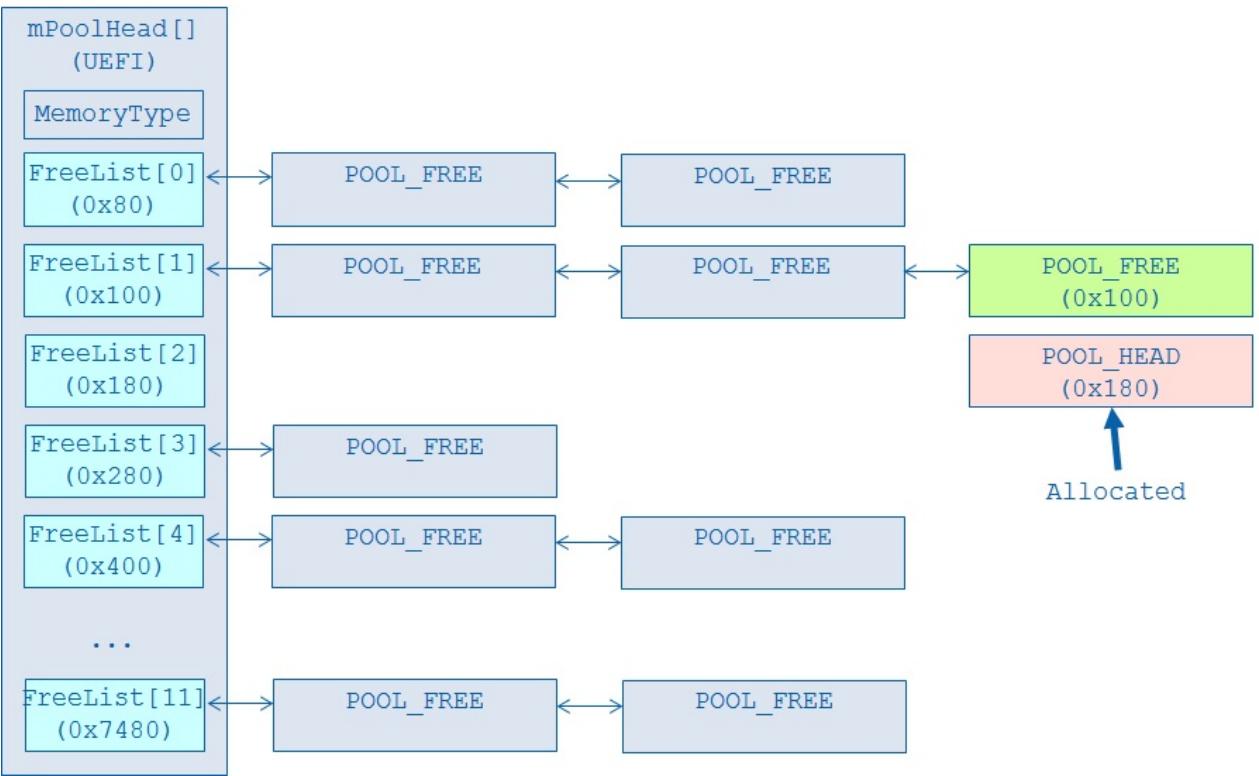 mPoolHead[]
(UEFI)
MemoryType
FreeList[0]
(0x80)
POOL_FREE
POOL_FREE
FreeList[1]
(0x100)
POOL_FREE
POOL_FREE
POOL_FREE
(0x100)
FreeList[2]
(0x180)
POOL_HEAD
(0x180)
FreeList[3]
(0x280)
POOL_FREE
Allocated
FreeList[4]
(0x400)
POOL_FREE
POOL_FREE
...
FreeList[11]
(0x7480)
POOL_FREE
POOL_FREE